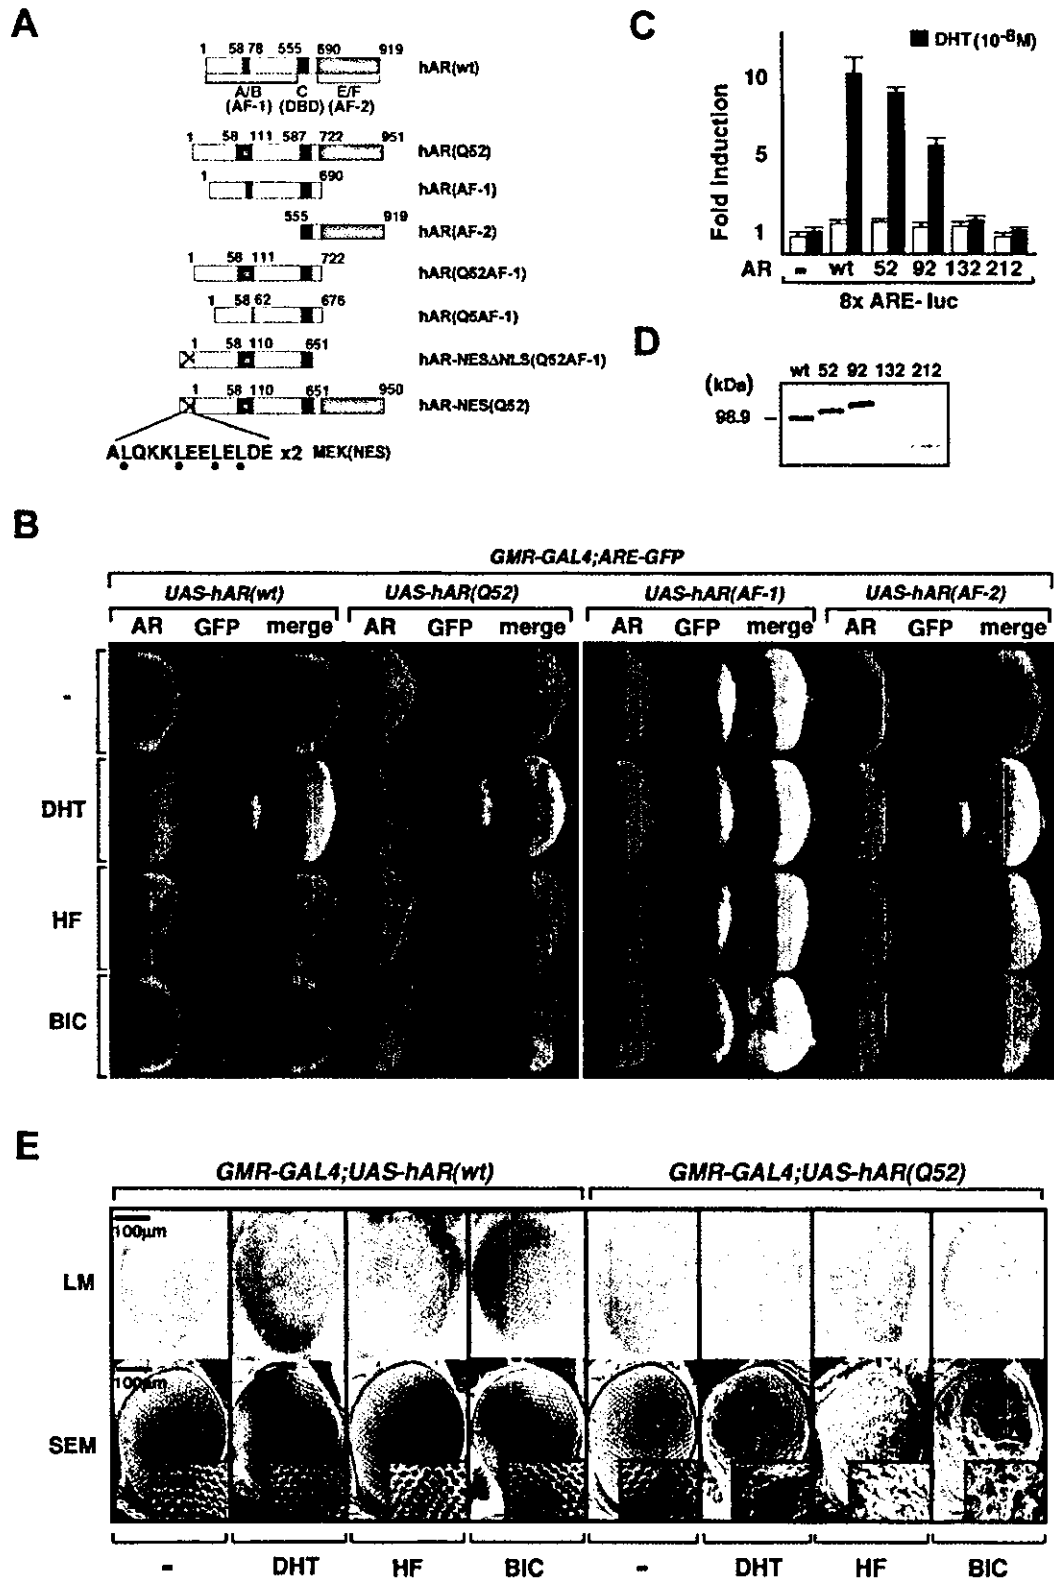 A
1 58 78 555 690 919
hAR(wt)
A/B C E/F
(AF-1) (DBD) (AF-2)
1 58 111 587 722 951
hAR(Q52)
1 690
hAR(AF-1)
555 919
hAR(AF-2)
1 58 111 722
hAR(Q52AF-1)
1 58 62 676
hAR(Q5AF-1)
1 58 110 651
hAR-NESΔNLS(Q52AF-1)
1 58 110 651 950
hAR-NES(Q52)
ALQKKLEELELDE x2 MEK(NES)
C
DHT(10⁻⁸M)
Fold Induction
10
5
1
AR - wt 52 92 132 212
8x ARE-luc
D
wt 52 92 132 212
(kDa)
98.9
B
GMR-GAL4;ARE-GFP
UAS-hAR(wt) UAS-hAR(Q52) UAS-hAR(AF-1) UAS-hAR(AF-2)
AR GFP merge AR GFP merge AR GFP merge AR GFP merge
-
DHT
HF
BIC
E
GMR-GAL4;UAS-hAR(wt) GMR-GAL4;UAS-hAR(Q52)
100μm
LM
100μm
SEM
- DHT HF BIC - DHT HF BIC